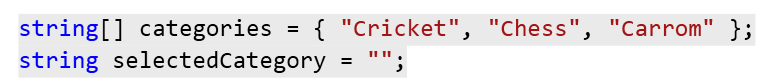 string[] categories = { "Cricket", "Chess", "Carrom" };
string selectedCategory = "";